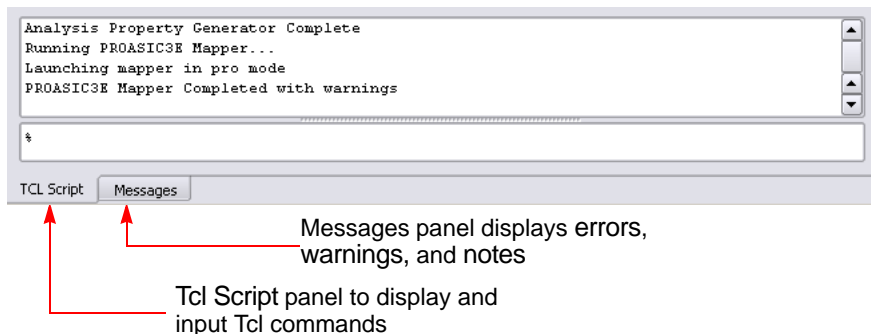 Analysis Property Generator Complete
Running PROASIC3E Mapper...
Launching mapper in pro mode
PROASIC3E Mapper Completed with warnings
%
TCL Script
Messages
Messages panel displays errors,
warnings, and notes
Tcl Script panel to display and
input Tcl commands